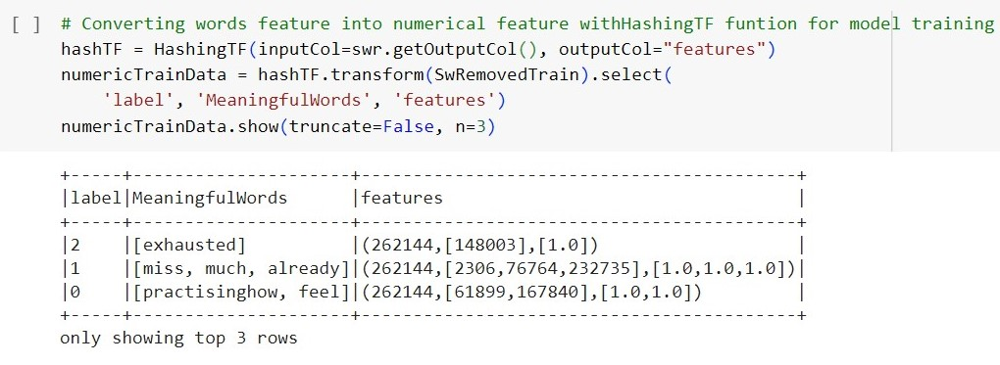 [ ] # Converting words feature into numerical feature withHashingTF funtion for model training
hashTF = HashingTF(inputCol=swr.getOutputCol(), outputCol="features")
numericTrainData = hashTF.transform(SwRemovedTrain).select(
    'label', 'MeaningfulWords', 'features')
numericTrainData.show(truncate=False, n=3)
+-----+---------------------+------------------------------------------+
|label|MeaningfulWords      |features                                  |
+-----+---------------------+------------------------------------------+
|2    |[exhausted]          |(262144,[148003],[1.0])                   |
|1    |[miss, much, already]|(262144,[2306,76764,232735],[1.0,1.0,1.0])|
|0    |[practisinghow, feel]|(262144,[61899,167840],[1.0,1.0])         |
+-----+---------------------+------------------------------------------+
only showing top 3 rows